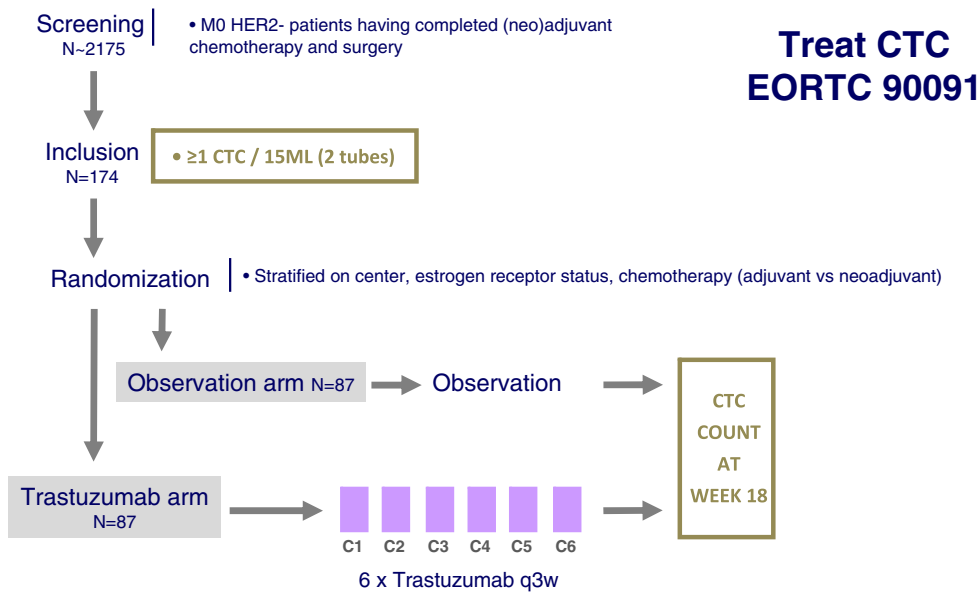 Treat CTC
EORTC 90091
Screening
N~2175
• M0 HER2- patients having completed (neo)adjuvant
chemotherapy and surgery
Inclusion
N=174
• ≥1 CTC / 15ML (2 tubes)
Randomization
• Stratified on center, estrogen receptor status, chemotherapy (adjuvant vs neoadjuvant)
Observation arm N=87
Observation
CTC
COUNT
AT
WEEK 18
Trastuzumab arm
N=87
C1 C2 C3 C4 C5 C6
6 x Trastuzumab q3w